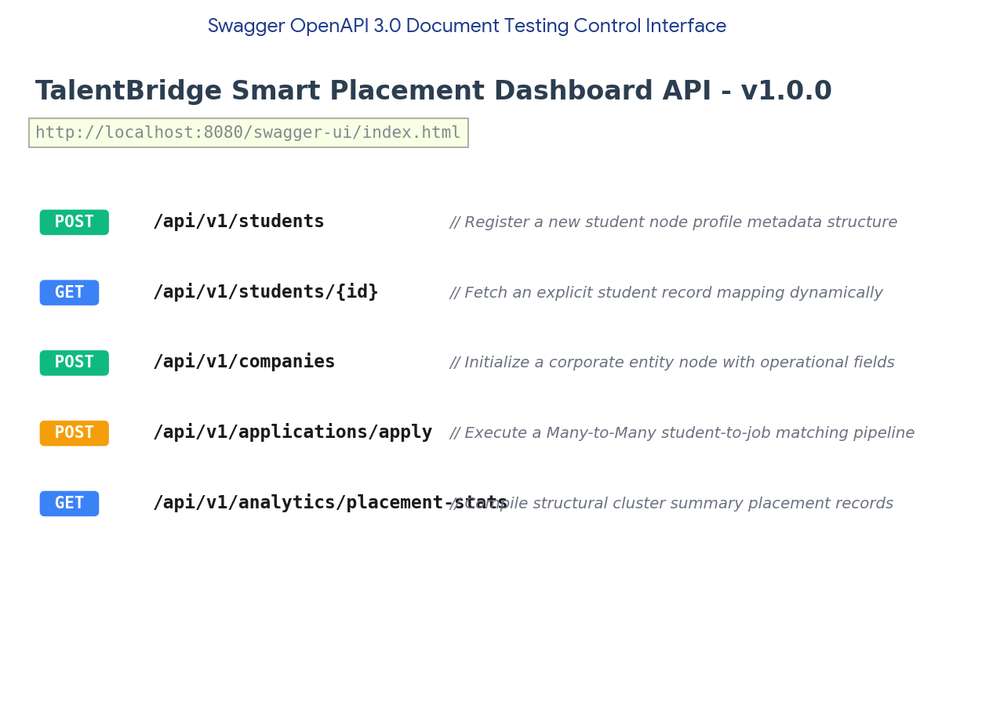 Swagger OpenAPI 3.0 Document Testing Control Interface
TalentBridge Smart Placement Dashboard API - v1.0.0
http://localhost:8080/swagger-ui/index.html
POST /api/v1/students // Register a new student node profile metadata structure
GET /api/v1/students/{id} // Fetch an explicit student record mapping dynamically
POST /api/v1/companies // Initialize a corporate entity node with operational fields
POST /api/v1/applications/apply // Execute a Many-to-Many student-to-job matching pipeline
GET /api/v1/analytics/placement-stats // Compile structural cluster summary placement records